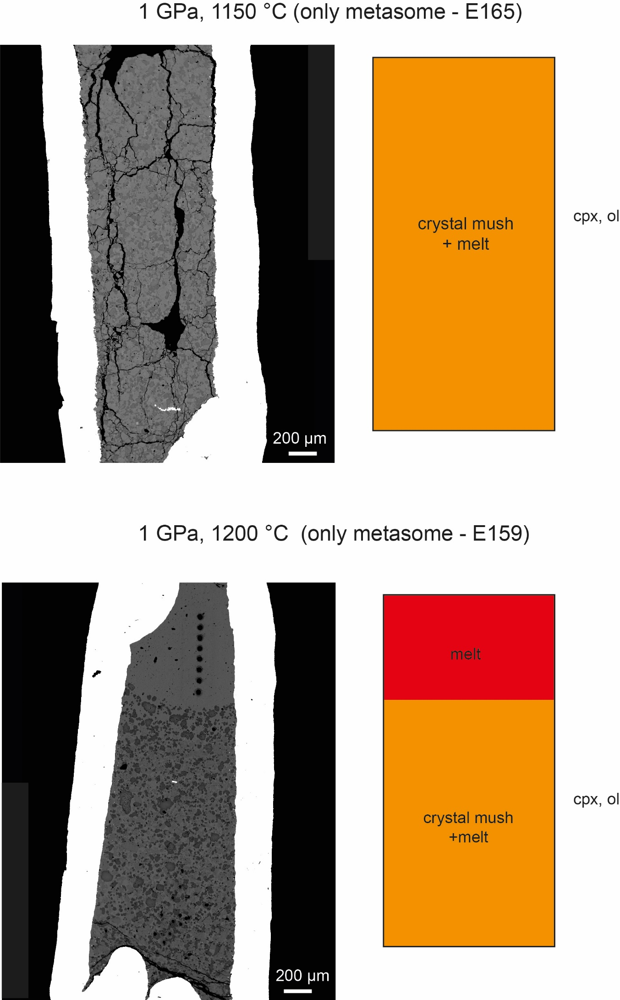 1 GPa, 1150 °C (only metasome - E165)
crystal mush
+ melt
cpx, ol
200 µm
1 GPa, 1200 °C  (only metasome - E159)
melt
crystal mush
+melt
cpx, ol
200 µm